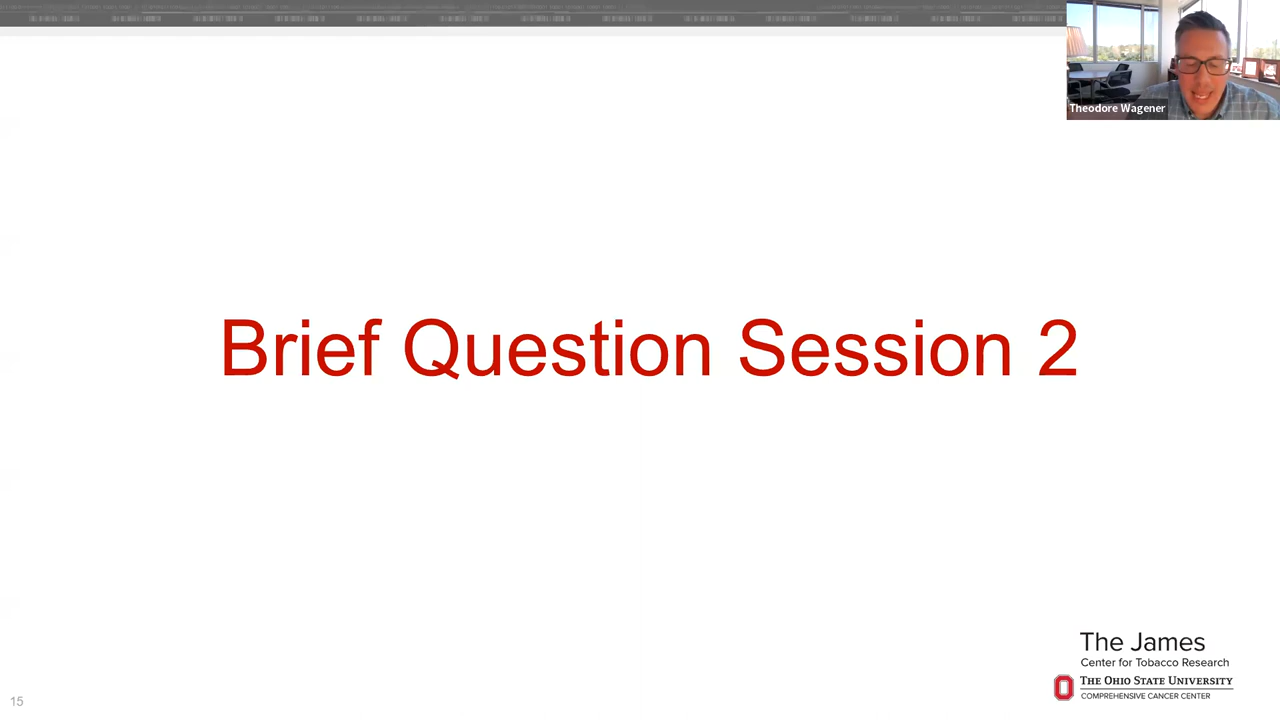 Theodore Wagener
Brief Question Session 2
The James
Center for Tobacco Research
THE OHIO STATE UNIVERSITY
COMPREHENSIVE CANCER CENTER
15